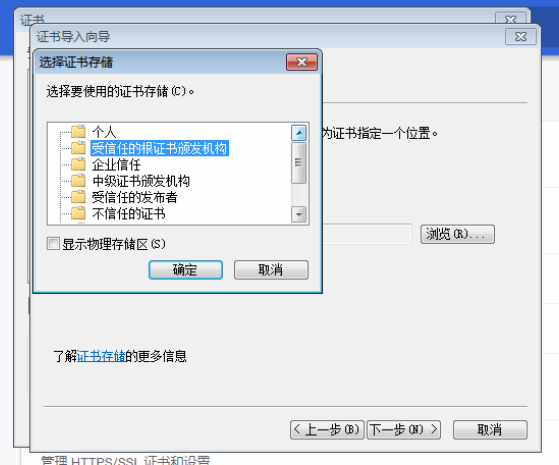 证书
证书导入向导
选择证书存储
选择要使用的证书存储(C)。
为证书指定一个位置。
个人
受信任的根证书颁发机构
企业信任
中级证书颁发机构
受信任的发布者
不信任的证书
浏览(R)...
显示物理存储区(S)
确定
取消
了解证书存储的更多信息
< 上一步(B)
下一步(N) >
取消
管理 HTTPS/SSL 证书和设置